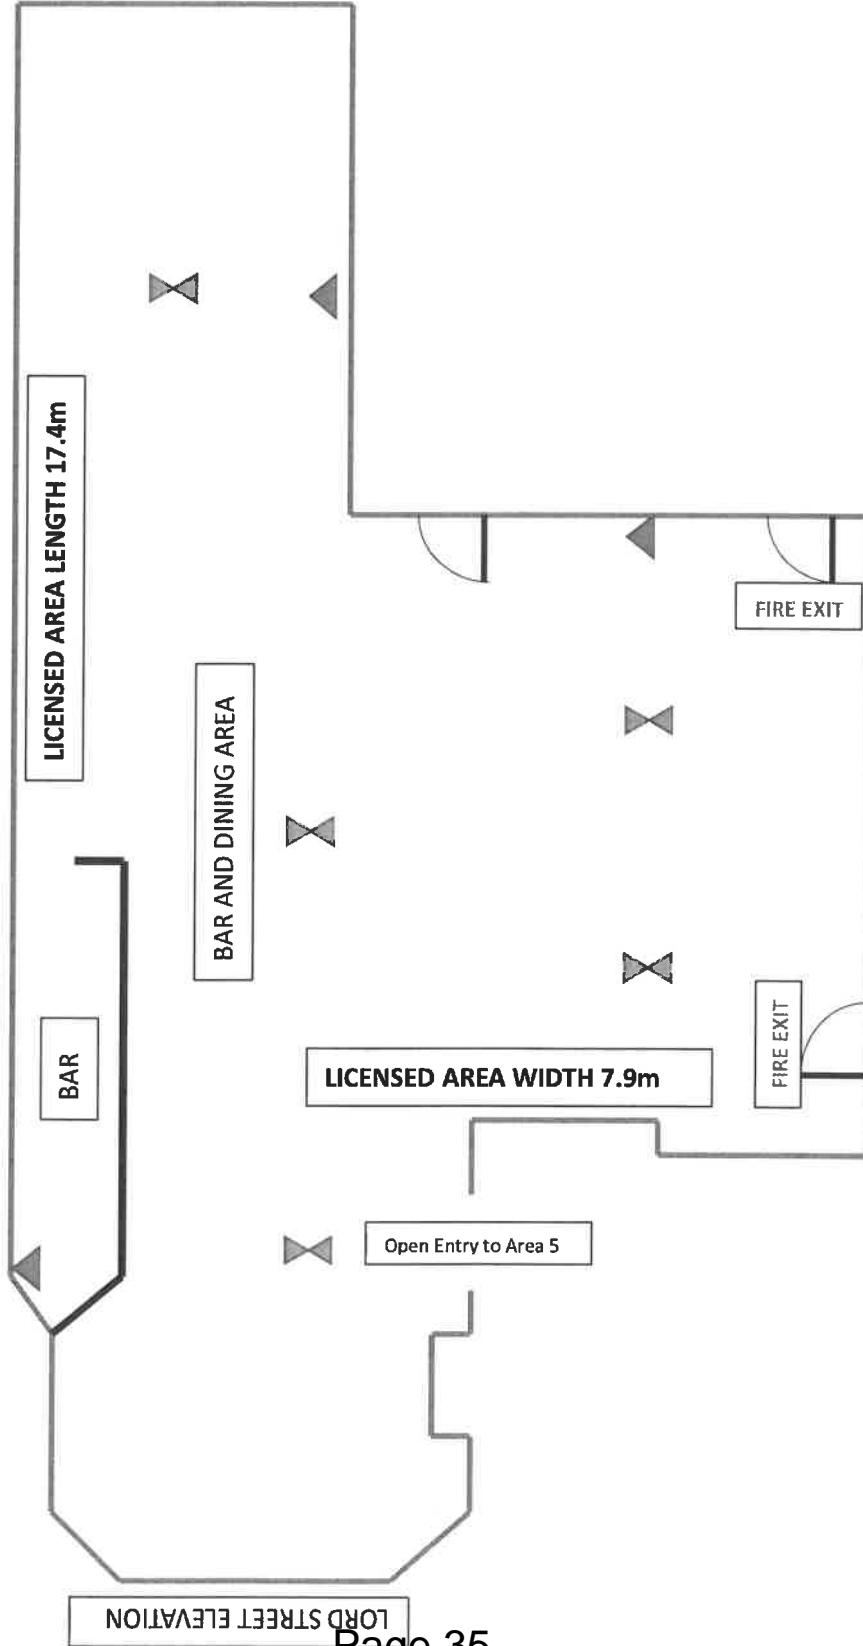 LICENSED AREA LENGTH 17.4m
FIRE EXIT
BAR AND DINING AREA
BAR
FIRE EXIT
LICENSED AREA WIDTH 7.9m
Open Entry to Area 5
LORD STREET ELEVATION
Page 35